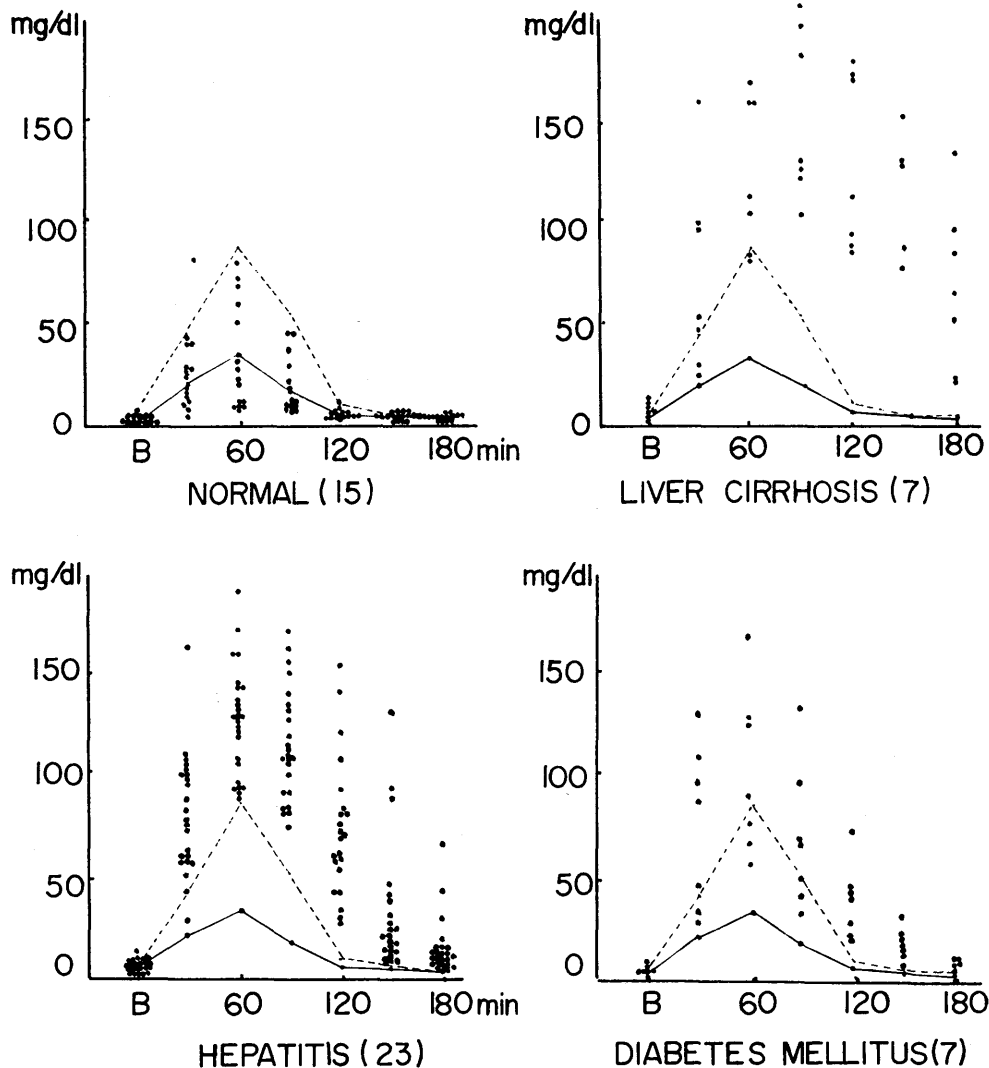 mg/dl
150
100
50
0
B 60 120 180 min
NORMAL (15)
mg/dl
150
100
50
0
B 60 120 180
LIVER CIRRHOSIS (7)
mg/dl
150
100
50
0
B 60 120 180 min
HEPATITIS (23)
mg/dl
150
100
50
0
B 60 120 180
DIABETES MELLITUS (7)